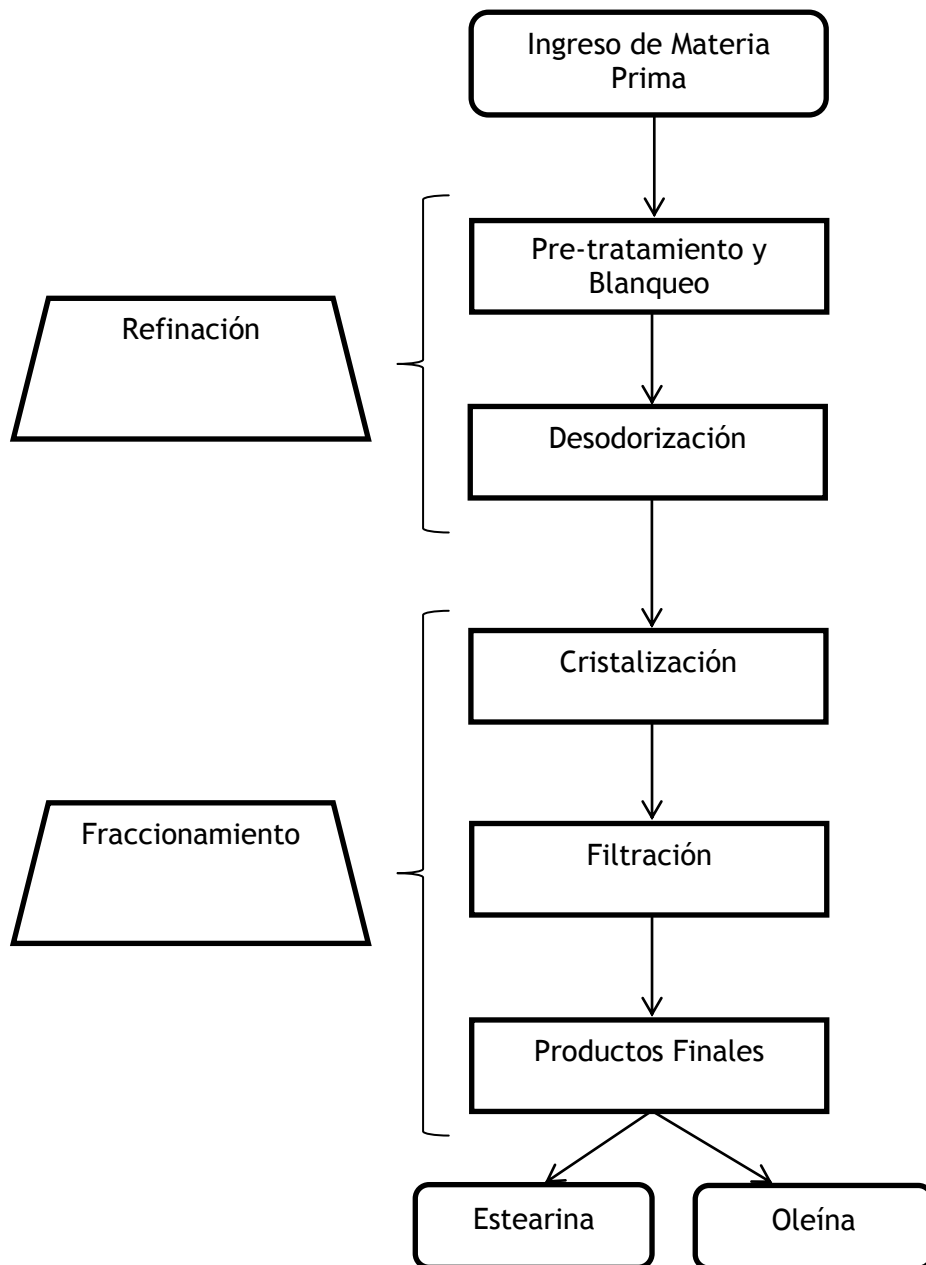 Ingreso de Materia
Prima
Pre-tratamiento y
Blanqueo
Refinación
Desodorización
Cristalización
Fraccionamiento
Filtración
Productos Finales
Estearina
Oleína